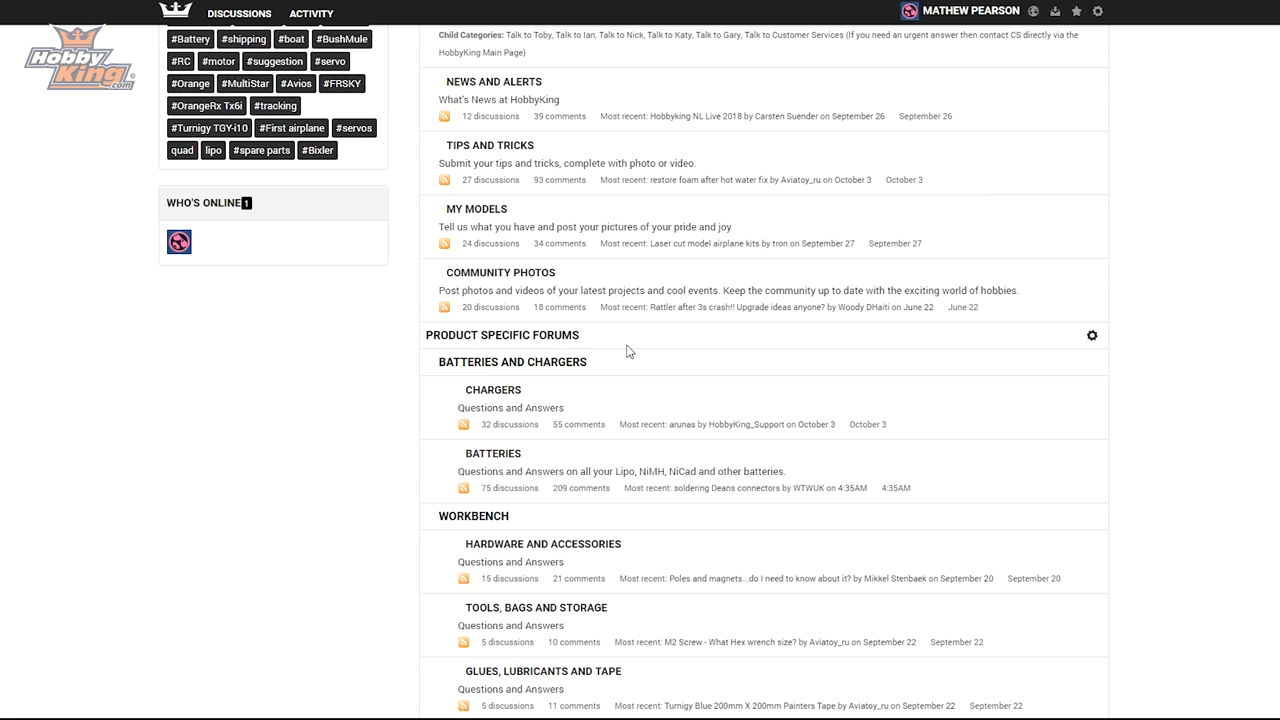 DISCUSSIONS ACTIVITY
MATHEW PEARSON
HobbyKing.com
#Battery #shipping #boat #BushMule
#RC #motor #suggestion #servo
#Orange #MultiStar #Avios #FRSKY
#OrangeRx Tx6i #tracking
#Turnigy TGY-i10 #First airplane #servos
quad lipo #spare parts #Bixler
WHO'S ONLINE 1
Child Categories: Talk to Toby, Talk to Ian, Talk to Nick, Talk to Katy, Talk to Gary, Talk to Customer Services (If you need an urgent answer then contact CS directly via the
HobbyKing Main Page)
NEWS AND ALERTS
What's News at HobbyKing
12 discussions 39 comments Most recent: Hobbyking NL Live 2018 by Carsten Suender on September 26 September 26
TIPS AND TRICKS
Submit your tips and tricks, complete with photo or video.
27 discussions 93 comments Most recent: restore foam after hot water fix by Aviatoy_ru on October 3 October 3
MY MODELS
Tell us what you have and post your pictures of your pride and joy
24 discussions 34 comments Most recent: Laser cut model airplane kits by tron on September 27 September 27
COMMUNITY PHOTOS
Post photos and videos of your latest projects and cool events. Keep the community up to date with the exciting world of hobbies.
20 discussions 18 comments Most recent: Rattler after 3s crash!! Upgrade ideas anyone? by Woody DHaiti on June 22 June 22
PRODUCT SPECIFIC FORUMS
BATTERIES AND CHARGERS
CHARGERS
Questions and Answers
32 discussions 55 comments Most recent: arunas by HobbyKing_Support on October 3 October 3
BATTERIES
Questions and Answers on all your Lipo, NiMH, NiCad and other batteries.
75 discussions 209 comments Most recent: soldering Deans connectors by WTWUK on 4:35AM 4:35AM
WORKBENCH
HARDWARE AND ACCESSORIES
Questions and Answers
15 discussions 21 comments Most recent: Poles and magnets...do I need to know about it? by Mikkel Stenbaek on September 20 September 20
TOOLS, BAGS AND STORAGE
Questions and Answers
5 discussions 10 comments Most recent: M2 Screw - What Hex wrench size? by Aviatoy_ru on September 22 September 22
GLUES, LUBRICANTS AND TAPE
Questions and Answers
5 discussions 11 comments Most recent: Turnigy Blue 200mm X 200mm Painters Tape by Aviatoy_ru on September 22 September 22